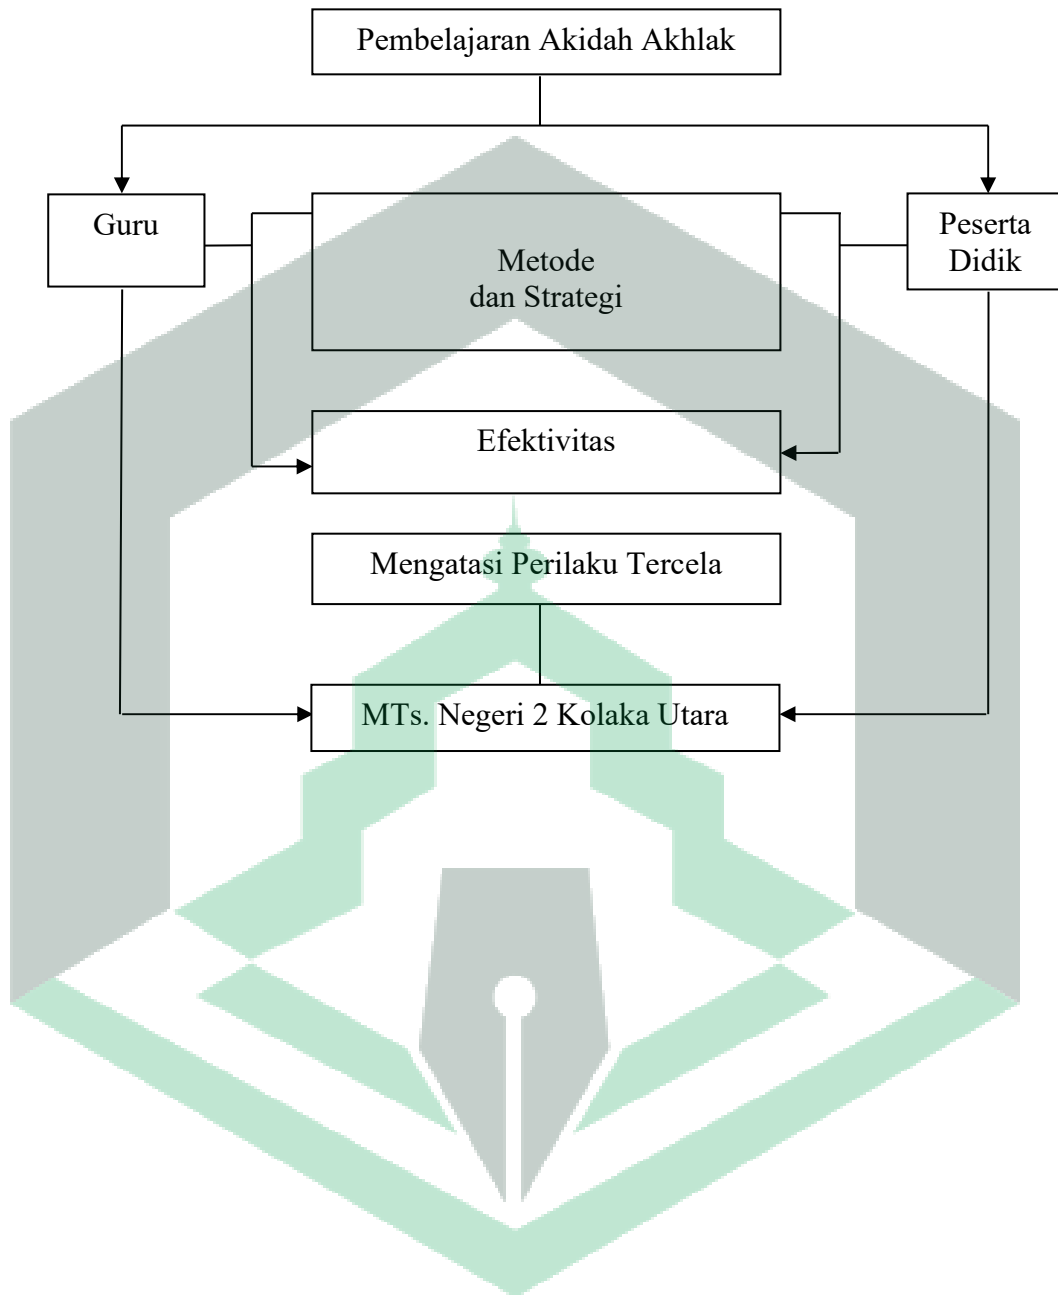 Pembelajaran Akidah Akhlak
Guru
Metode
dan Strategi
Peserta
Didik
Efektivitas
Mengatasi Perilaku Tercela
MTs. Negeri 2 Kolaka Utara